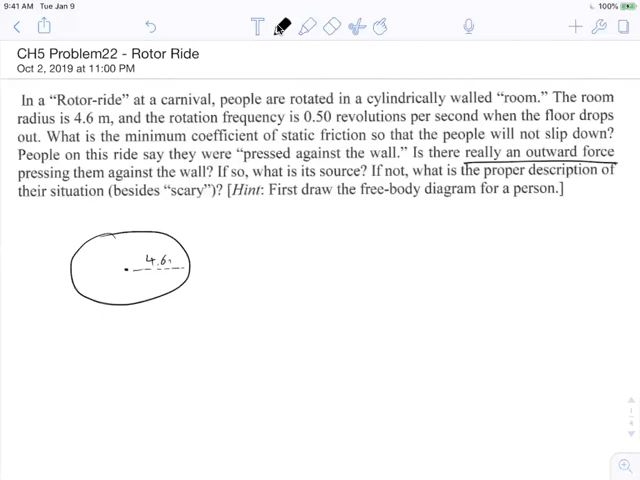 9:41 AM Tue Jan 9
100%
T
CH5 Problem22 - Rotor Ride
Oct 2, 2019 at 11:00 PM
In a “Rotor-ride” at a carnival, people are rotated in a cylindrically walled “room.” The room
radius is 4.6 m, and the rotation frequency is 0.50 revolutions per second when the floor drops
out. What is the minimum coefficient of static friction so that the people will not slip down?
People on this ride say they were “pressed against the wall.” Is there really an outward force
pressing them against the wall? If so, what is its source? If not, what is the proper description of
their situation (besides “scary”)? [Hint: First draw the free-body diagram for a person.]
4.6